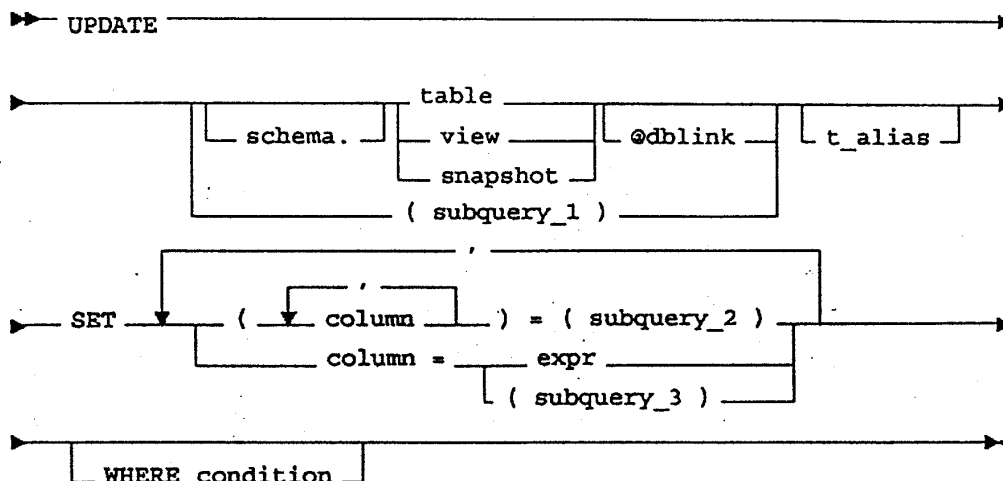 UPDATE
table
schema. view @dblink t_alias
snapshot
( subquery_1 )
,
,
SET ( column ) = ( subquery_2 )
column = expr
( subquery_3 )
WHERE condition